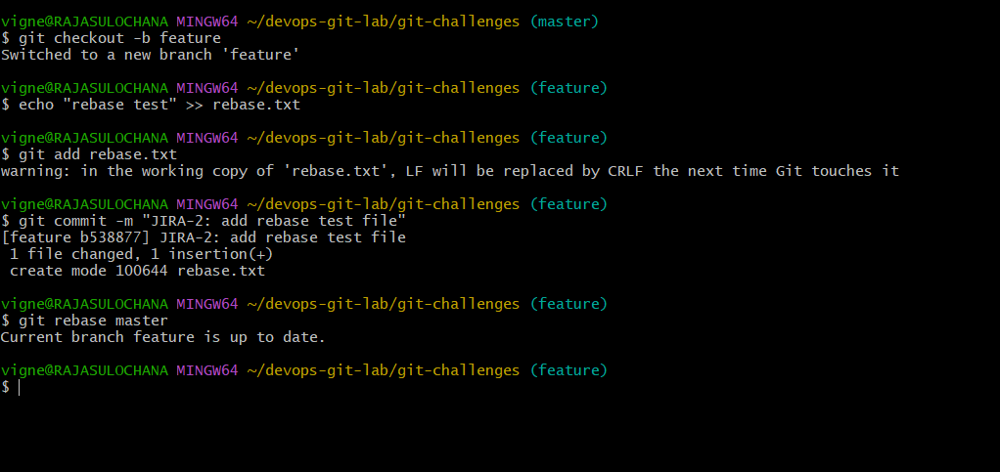 vigne@RAJASULOCHANA MINGW64 ~/devops-git-lab/git-challenges (master)
$ git checkout -b feature
Switched to a new branch 'feature'
vigne@RAJASULOCHANA MINGW64 ~/devops-git-lab/git-challenges (feature)
$ echo "rebase test" >> rebase.txt
vigne@RAJASULOCHANA MINGW64 ~/devops-git-lab/git-challenges (feature)
$ git add rebase.txt
warning: in the working copy of 'rebase.txt', LF will be replaced by CRLF the next time Git touches it
vigne@RAJASULOCHANA MINGW64 ~/devops-git-lab/git-challenges (feature)
$ git commit -m "JIRA-2: add rebase test file"
[feature b538877] JIRA-2: add rebase test file
 1 file changed, 1 insertion(+)
 create mode 100644 rebase.txt
vigne@RAJASULOCHANA MINGW64 ~/devops-git-lab/git-challenges (feature)
$ git rebase master
Current branch feature is up to date.
vigne@RAJASULOCHANA MINGW64 ~/devops-git-lab/git-challenges (feature)
$